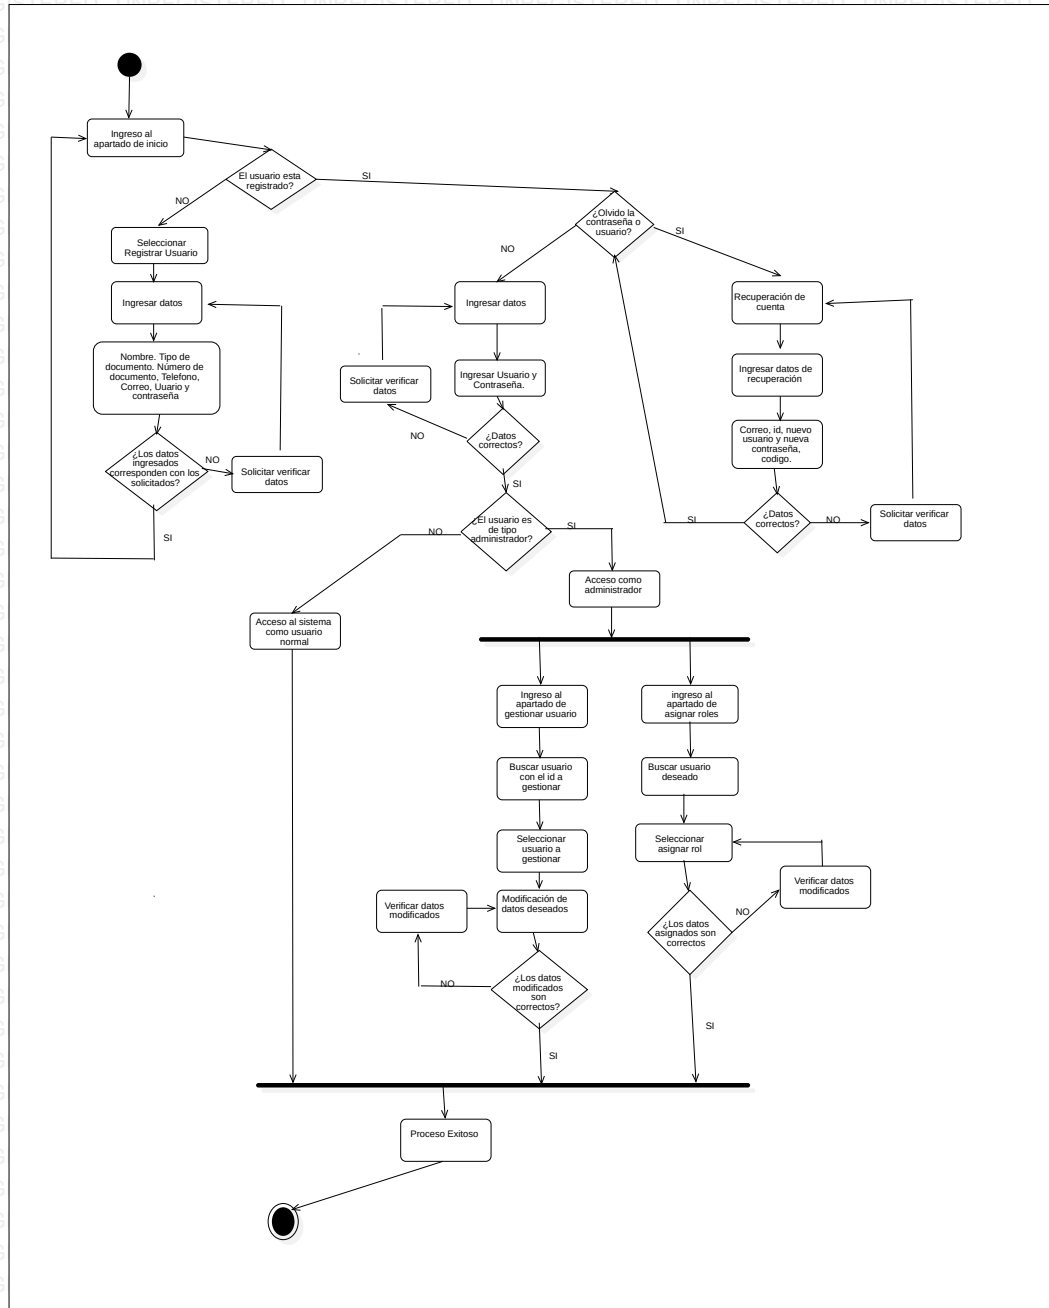 Ingreso al
apartado de inicio
El usuario esta
registrado?
SI
NO
¿Olvido la
contraseña o
usuario?
SI
NO
Seleccionar
Registrar Usuario
Ingresar datos
Nombre. Tipo de
documento. Número de
documento, Telefono,
Correo, Uuario y
contraseña
¿Los datos
ingresados
corresponden con los
solicitados?
NO
Solicitar verificar
datos
SI
Ingresar datos
Ingresar Usuario y
Contraseña.
Solicitar verificar
datos
NO
¿Datos
correctos?
SI
¿El usuario es
de tipo
administrador?
NO
SI
Recuperación de
cuenta
Ingresar datos de
recuperación
Correo, id, nuevo
usuario y nueva
contraseña,
codigo.
¿Datos
correctos?
SI
NO
Solicitar verificar
datos
Acceso como
administrador
Acceso al sistema
como usuario
normal
Ingreso al
apartado de
gestionar usuario
Buscar usuario
con el id a
gestionar
Seleccionar
usuario a
gestionar
Modificación de
datos deseados
Verificar datos
modificados
NO
¿Los datos
modificados
son
correctos?
SI
ingreso al
apartado de
asignar roles
Buscar usuario
deseado
Seleccionar
asignar rol
Verificar datos
modificados
NO
¿Los datos
asignados son
correctos
SI
Proceso Exitoso